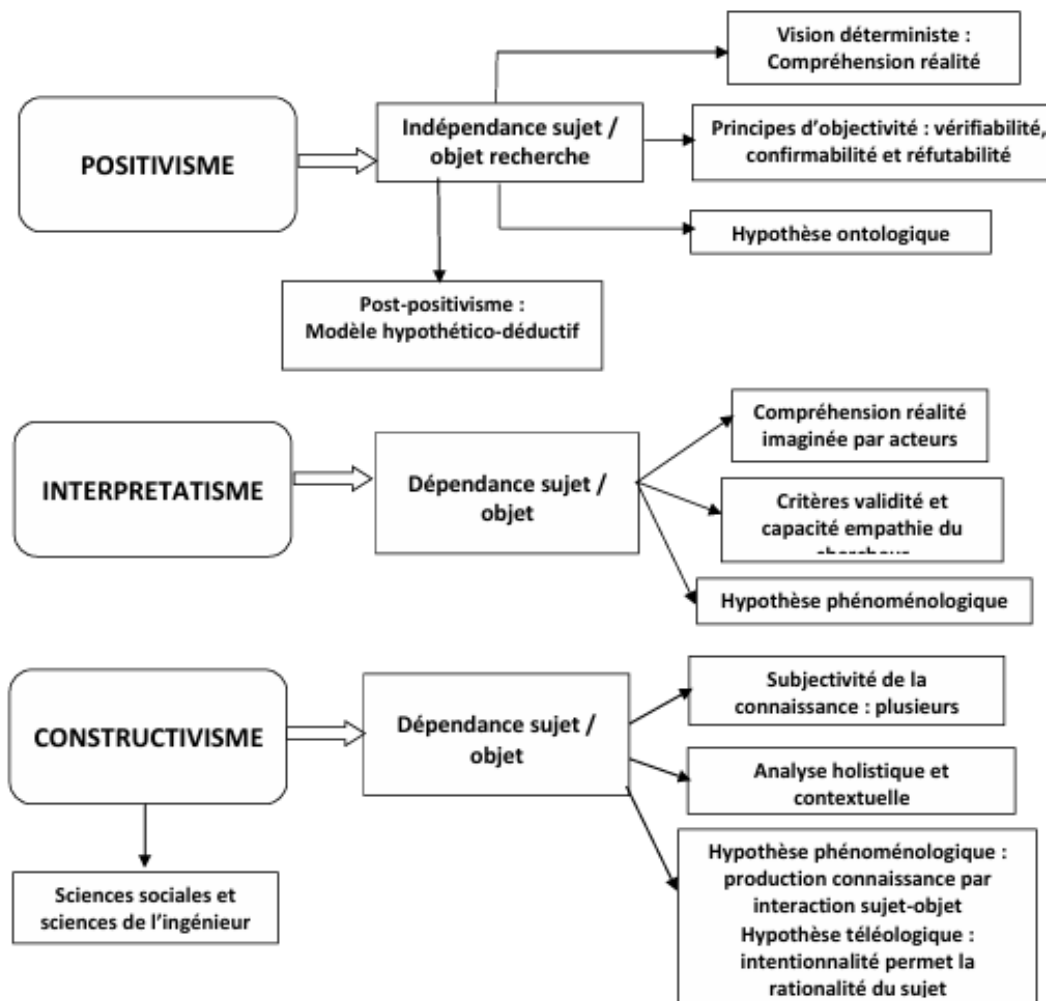 Vision déterministe :
Compréhension réalité
POSITIVISME
Indépendance sujet /
objet recherche
Principes d'objectivité : vérifiabilité,
confirmabilité et réfutabilité
Hypothèse ontologique
Post-positivisme :
Modèle hypothético-déductif
Compréhension réalité
imaginée par acteurs
INTERPRETATISME
Dépendance sujet /
objet
Critères validité et
capacité empathie du
Hypothèse phénoménologique
Subjectivité de la
connaissance : plusieurs
CONSTRUCTIVISME
Dépendance sujet /
objet
Analyse holistique et
contextuelle
Sciences sociales et
sciences de l'ingénieur
Hypothèse phénoménologique :
production connaissance par
interaction sujet-objet
Hypothèse téléologique :
intentionnalité permet la
rationalité du sujet